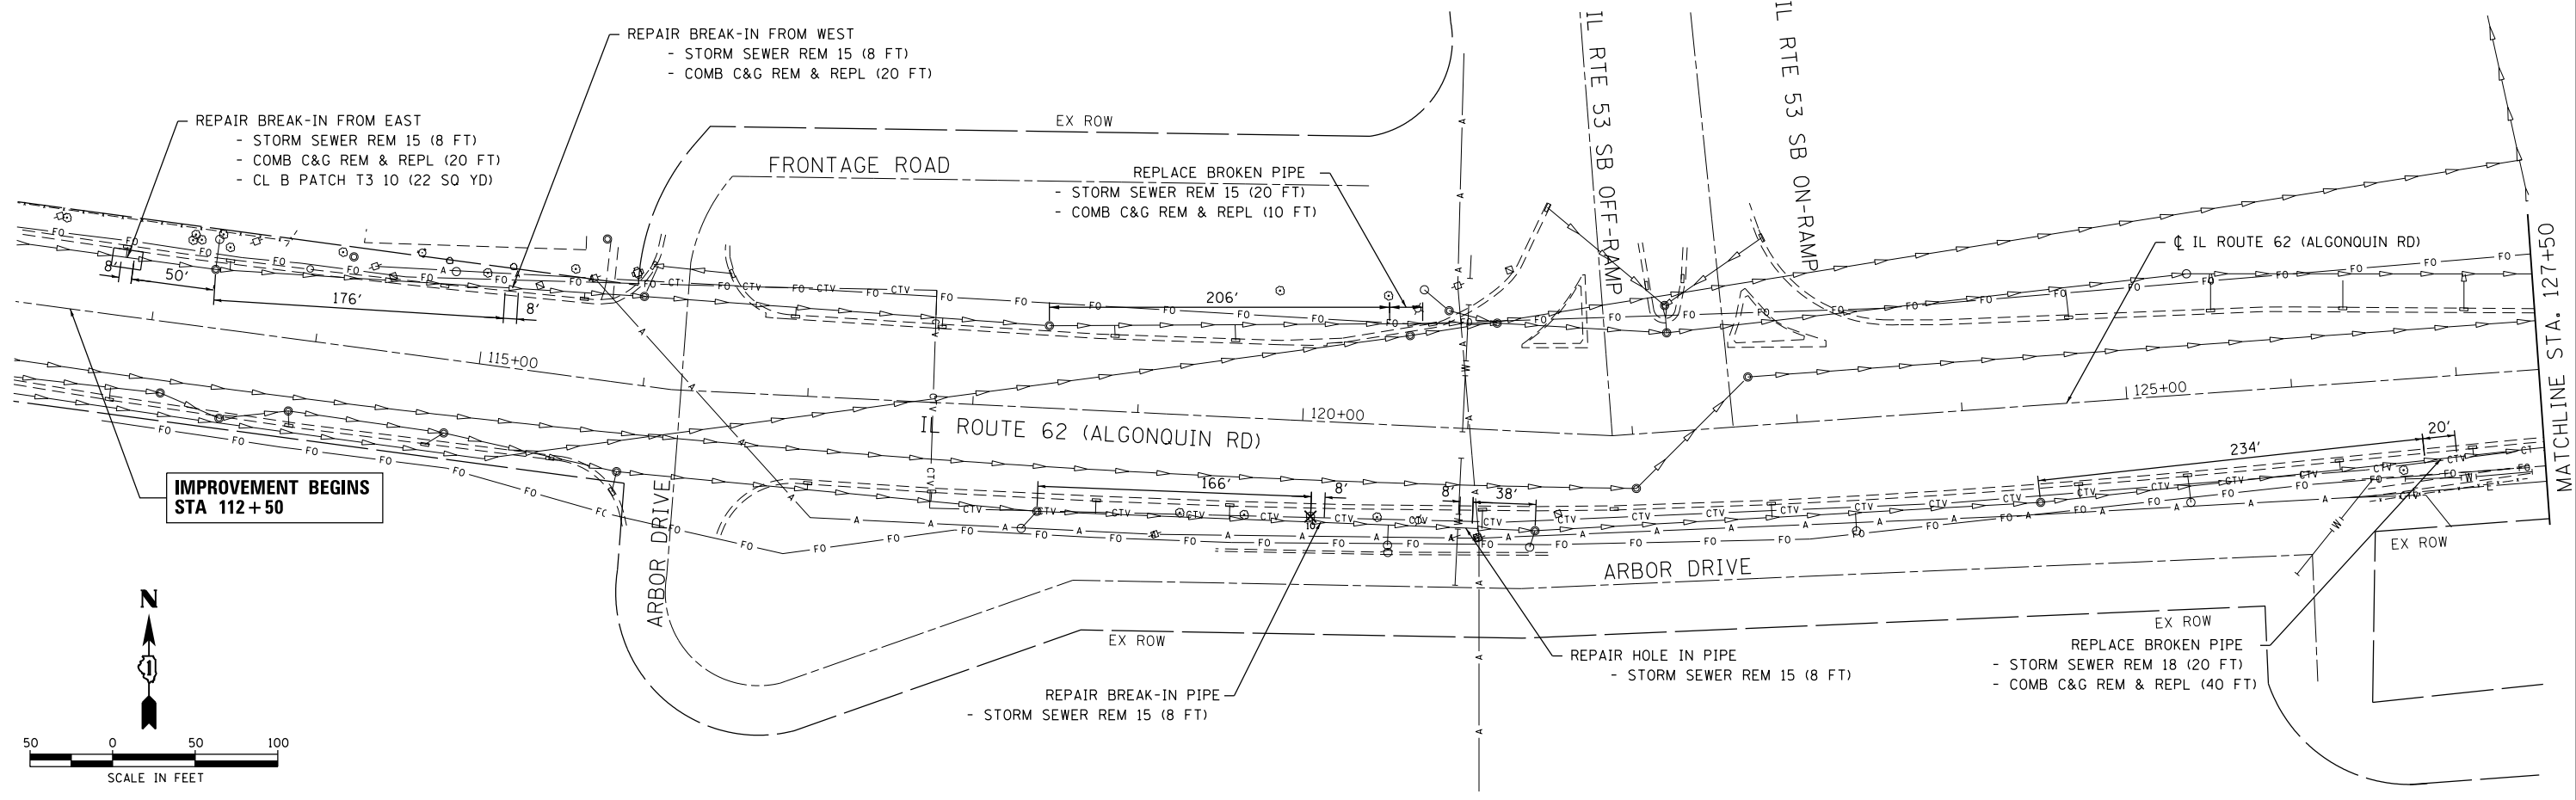 REPAIR BREAK-IN FROM WEST
- STORM SEWER REM 15 (8 FT)
- COMB C&G REM & REPL (20 FT)
REPAIR BREAK-IN FROM EAST
- STORM SEWER REM 15 (8 FT)
- COMB C&G REM & REPL (20 FT)
- CL B PATCH T3 10 (22 SQ YD)
EX ROW
FRONTAGE ROAD
REPLACE BROKEN PIPE
- STORM SEWER REM 15 (20 FT)
- COMB C&G REM & REPL (10 FT)
IL RTE 53 SB OFF-RAMP
IL RTE 53 SB ON-RAMP
℄ IL ROUTE 62 (ALGONQUIN RD)
MATCHLINE STA. 127+50
8'
50'
176'
8'
206'
115+00
120+00
125+00
IL ROUTE 62 (ALGONQUIN RD)
IMPROVEMENT BEGINS
STA 112+50
ARBOR DRIVE
166'
8'
8'
38'
234'
20'
ARBOR DRIVE
EX ROW
EX ROW
EX ROW
REPAIR HOLE IN PIPE
- STORM SEWER REM 15 (8 FT)
REPAIR BREAK-IN PIPE
- STORM SEWER REM 15 (8 FT)
REPLACE BROKEN PIPE
- STORM SEWER REM 18 (20 FT)
- COMB C&G REM & REPL (40 FT)
N
50 0 50 100
SCALE IN FEET